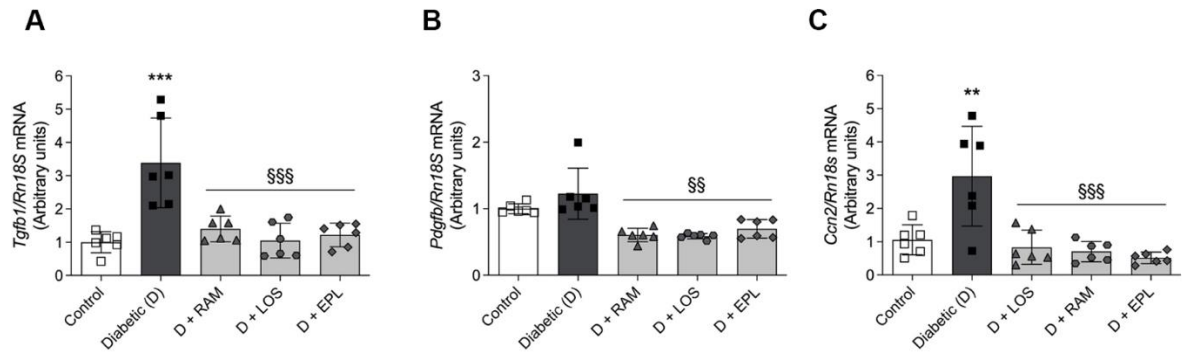 A
Tgfb1/Rn18S mRNA
(Arbitrary units)
6
5
4
3
2
1
0
***
§§§
Control
Diabetic (D)
D + RAM
D + LOS
D + EPL
B
Pdgfb/Rn18S mRNA
(Arbitrary units)
3
2
1
0
§§
Control
Diabetic (D)
D + RAM
D + LOS
D + EPL
C
Ccn2/Rn18s mRNA
(Arbitrary units)
6
5
4
3
2
1
0
**
§§§
Control
Diabetic (D)
D + LOS
D + RAM
D + EPL